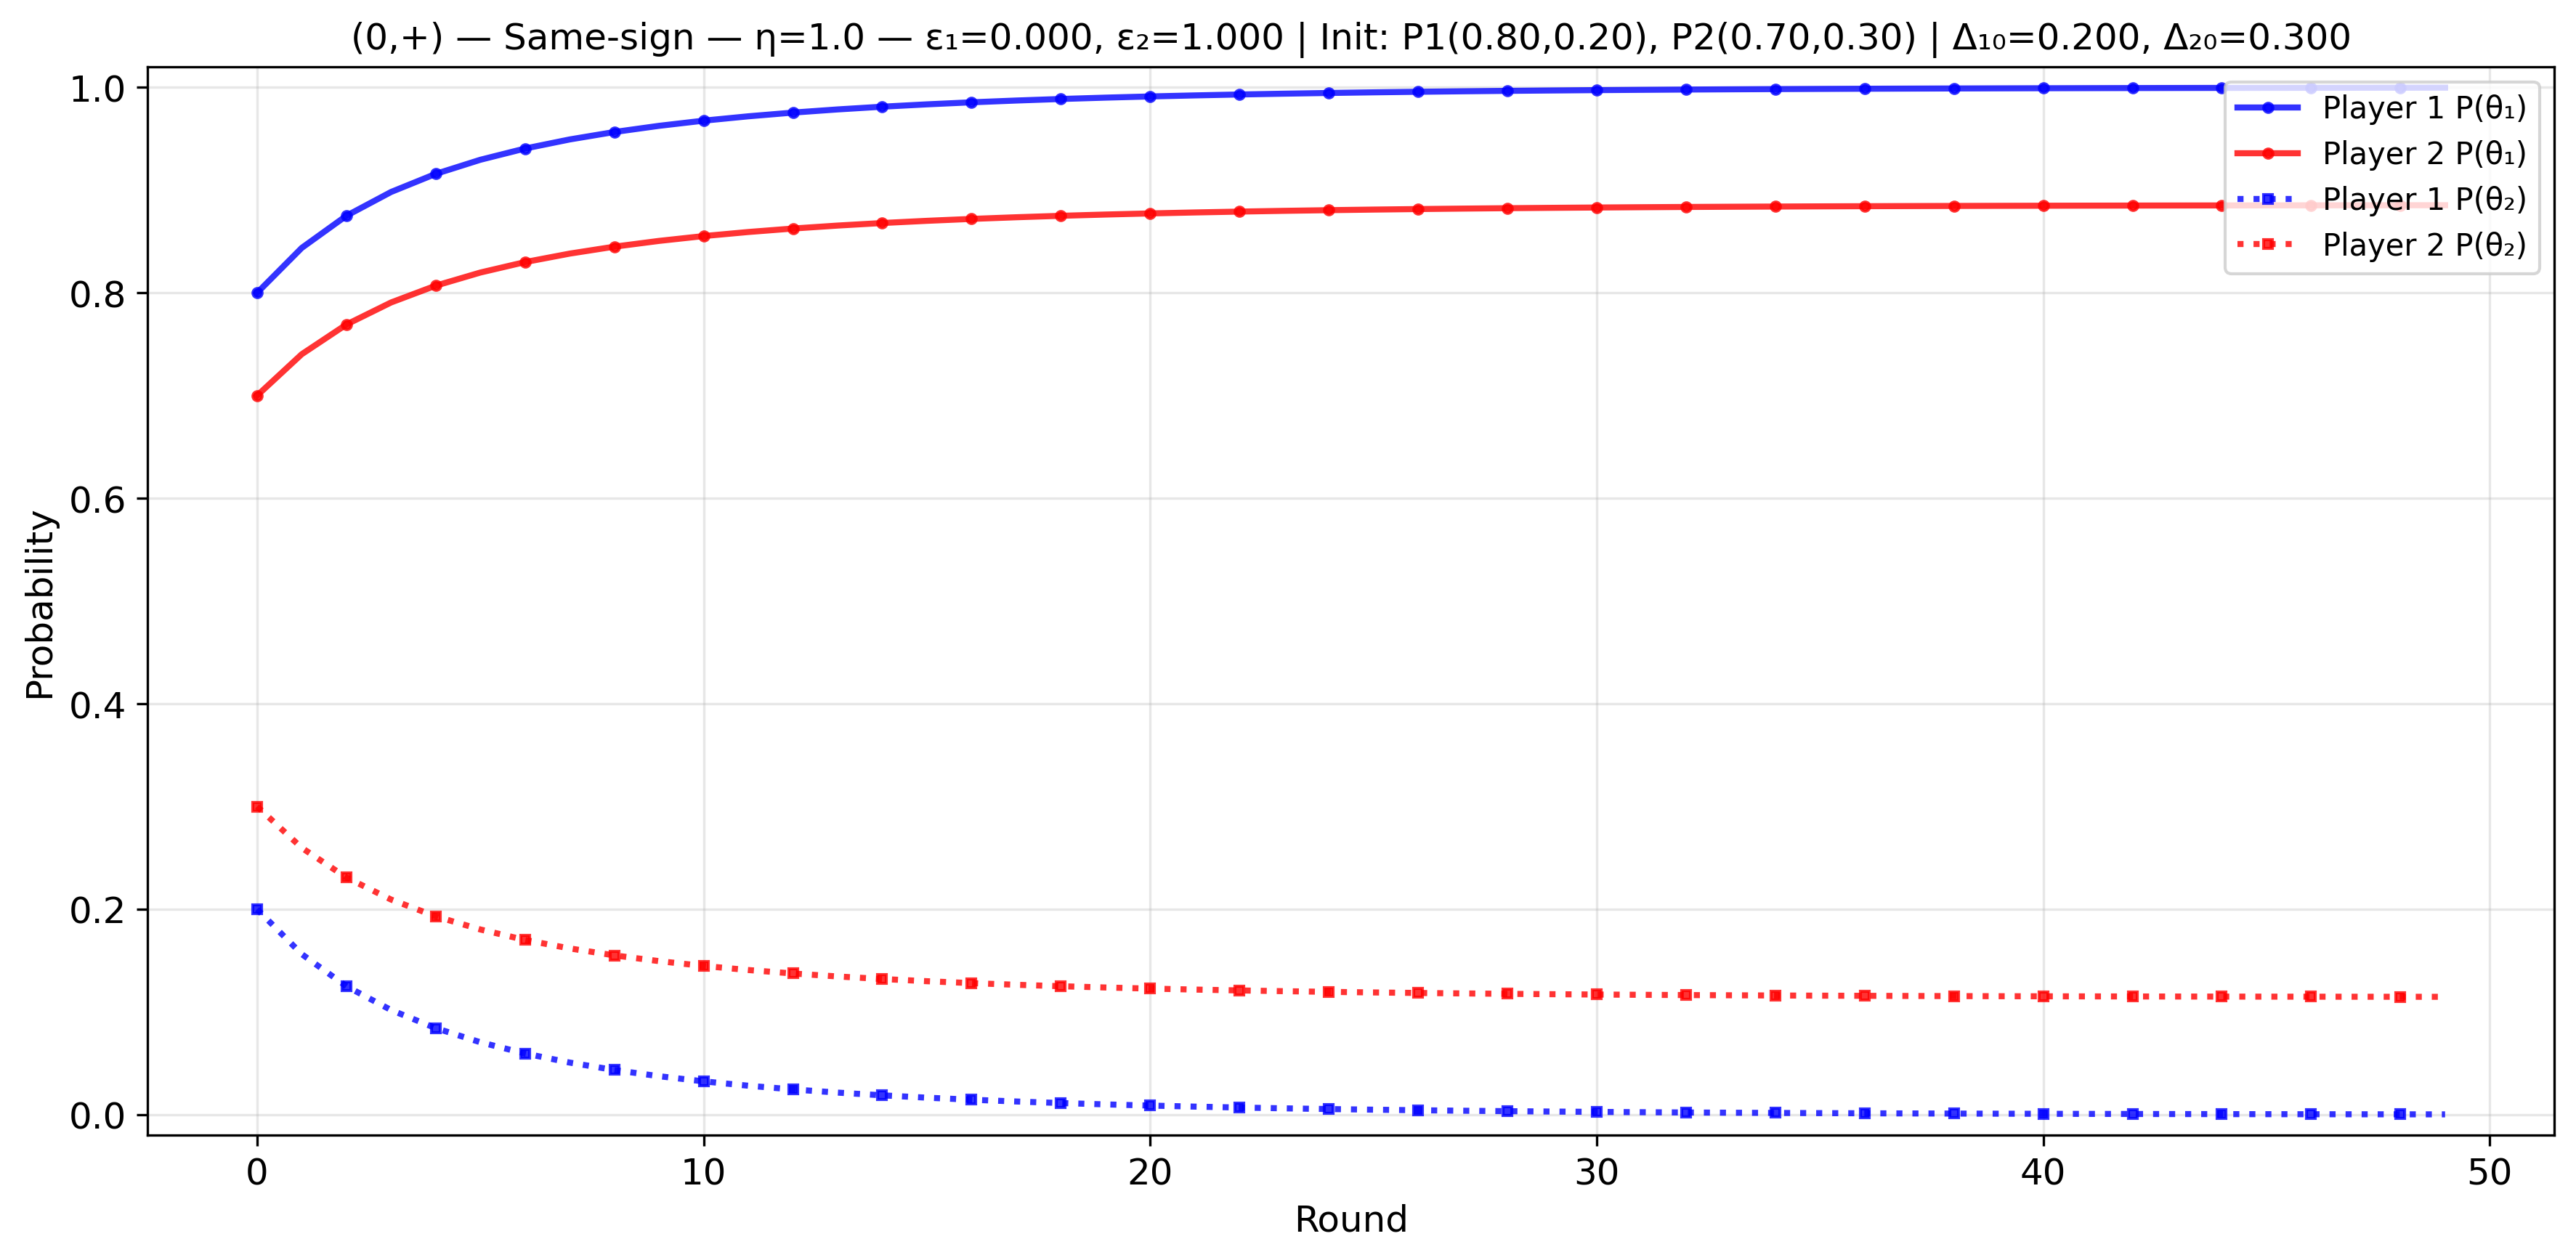 (0,+) — Same-sign — η=1.0 — ε₁=0.000, ε₂=1.000 | Init: P1(0.80,0.20), P2(0.70,0.30) | Δ₁₀=0.200, Δ₂₀=0.300
Player 1 P(θ₁)
Player 2 P(θ₁)
Player 1 P(θ₂)
Player 2 P(θ₂)
Probability
1.0
0.8
0.6
0.4
0.2
0.0
0 10 20 30 40 50
Round